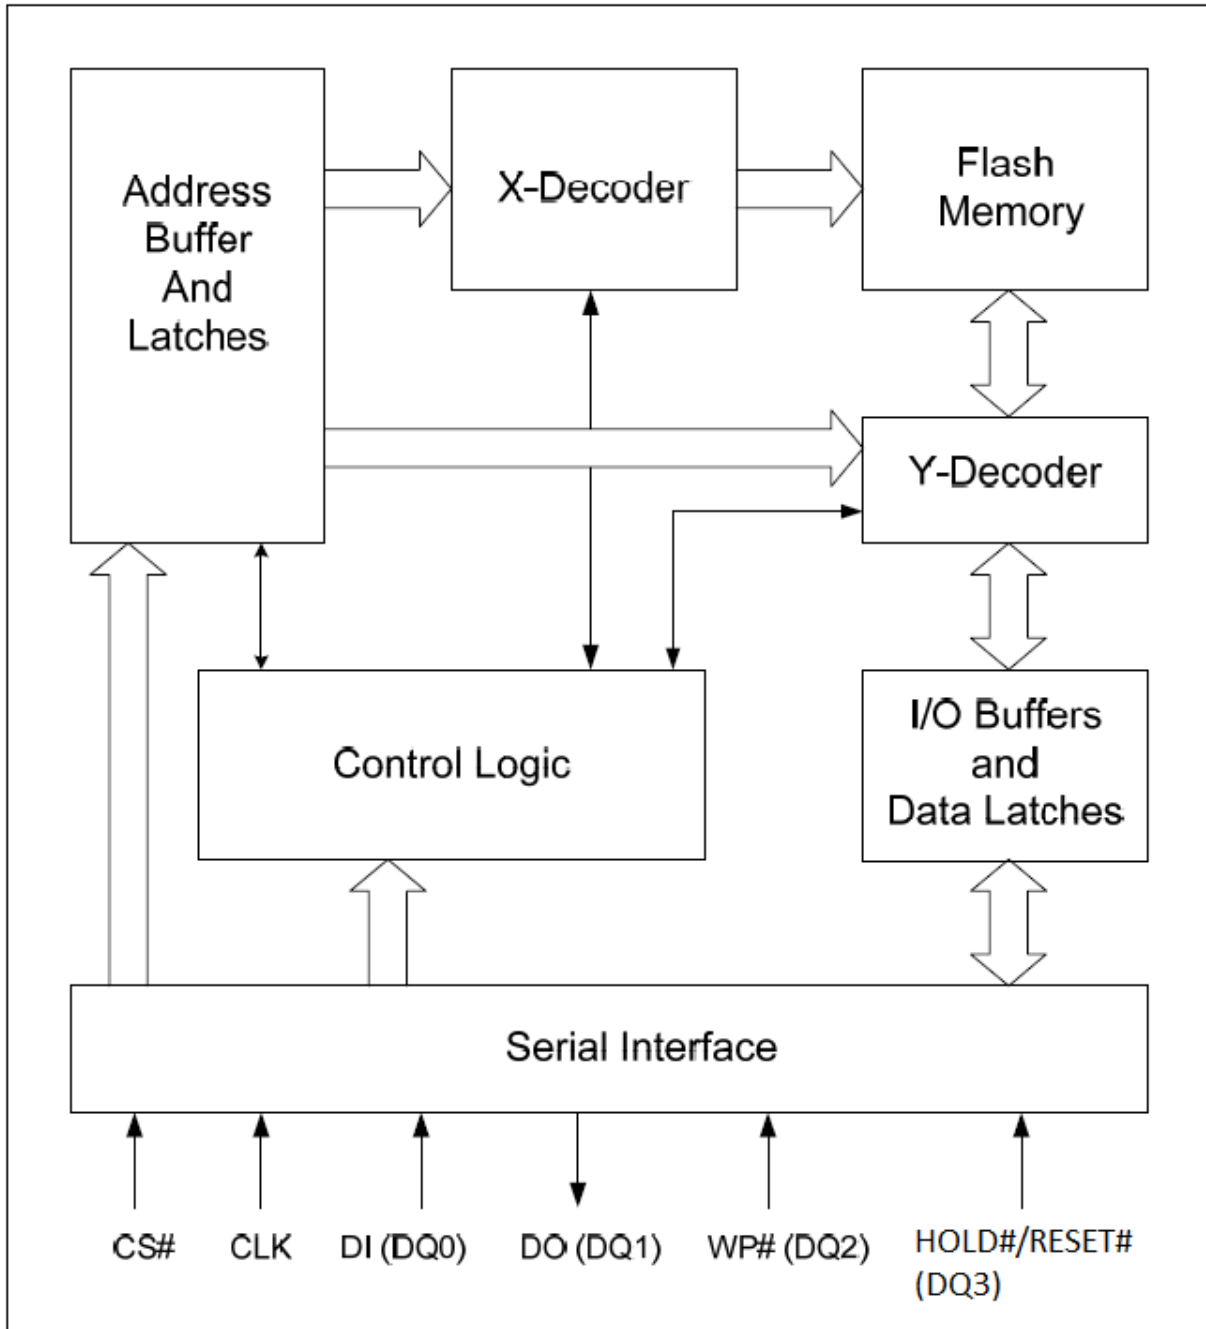 Address
Buffer
And
Latches
X-Decoder
Flash
Memory
Y-Decoder
Control Logic
I/O Buffers
and
Data Latches
Serial Interface
CS#
CLK
DI (DQ0)
DO (DQ1)
WP# (DQ2)
HOLD#/RESET#
(DQ3)